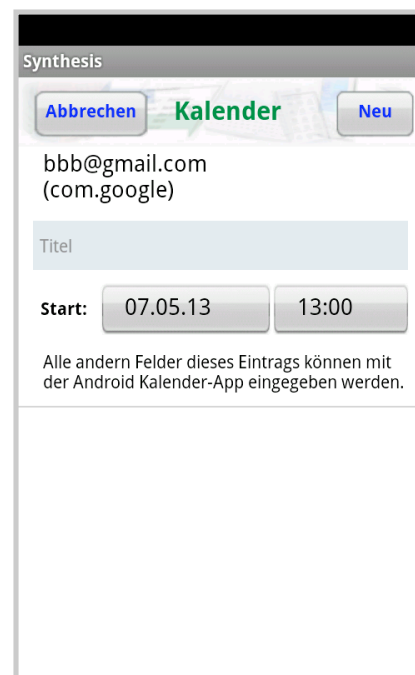 Synthesis
Abbrechen Kalender Neu
bbb@gmail.com
(com.google)
Titel
Start: 07.05.13 13:00
Alle andern Felder dieses Eintrags können mit
der Android Kalender-App eingegeben werden.